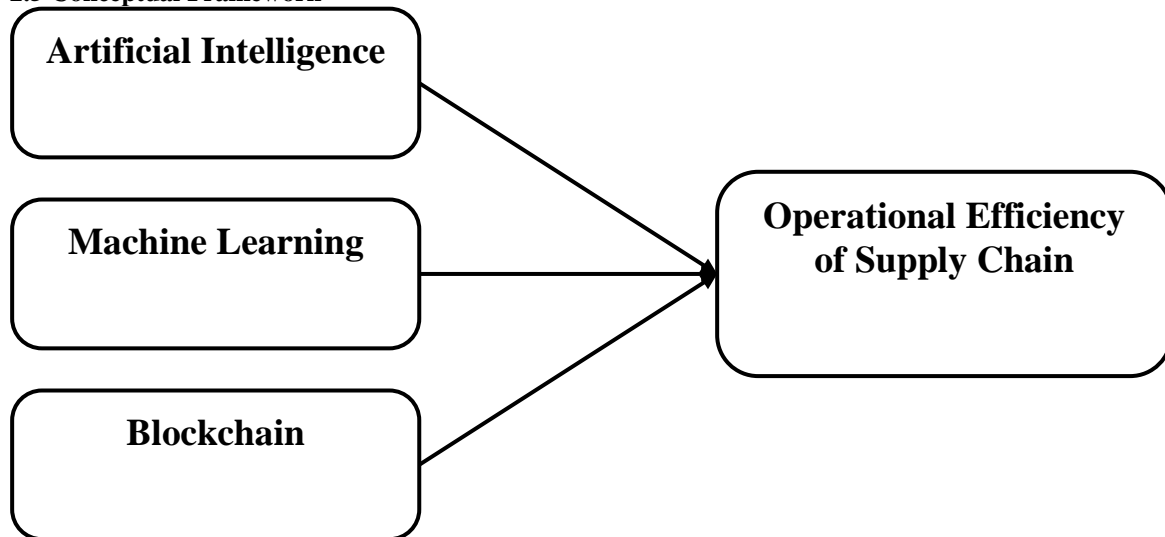 Artificial Intelligence
Machine Learning
Operational Efficiency
of Supply Chain
Blockchain